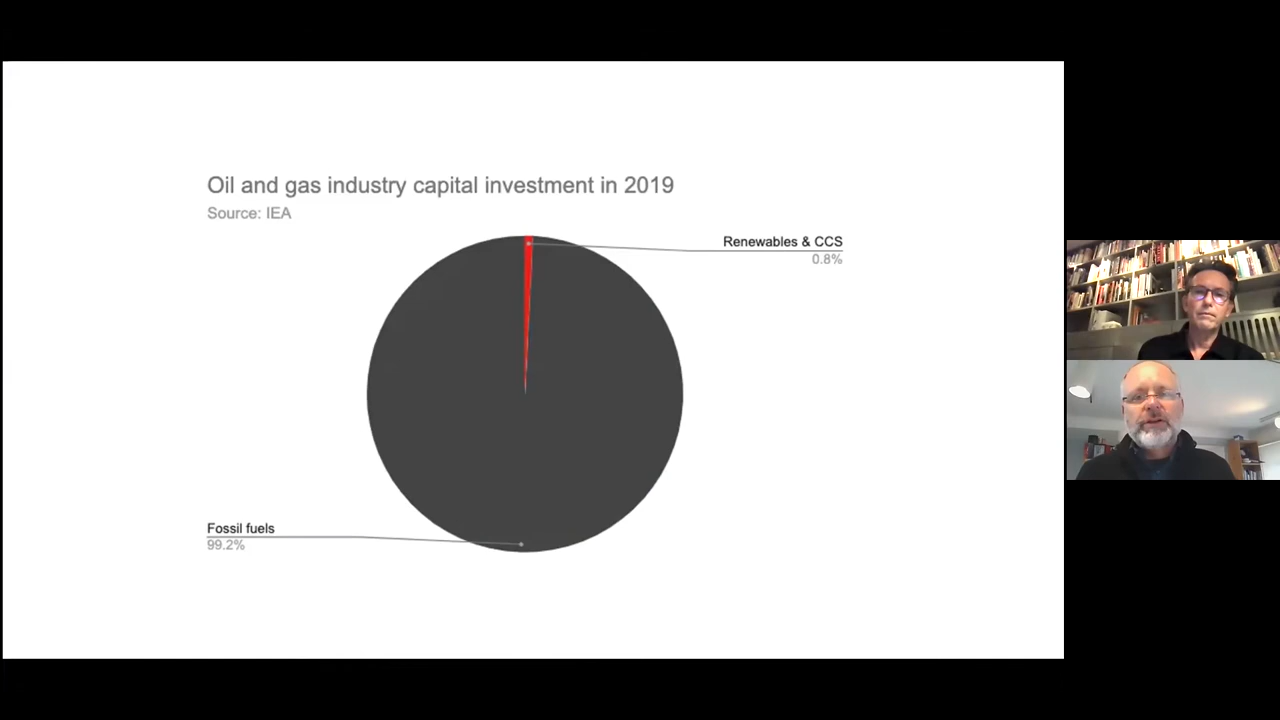 Oil and gas industry capital investment in 2019
Source: IEA
Renewables & CCS
0.8%
Fossil fuels
99.2%